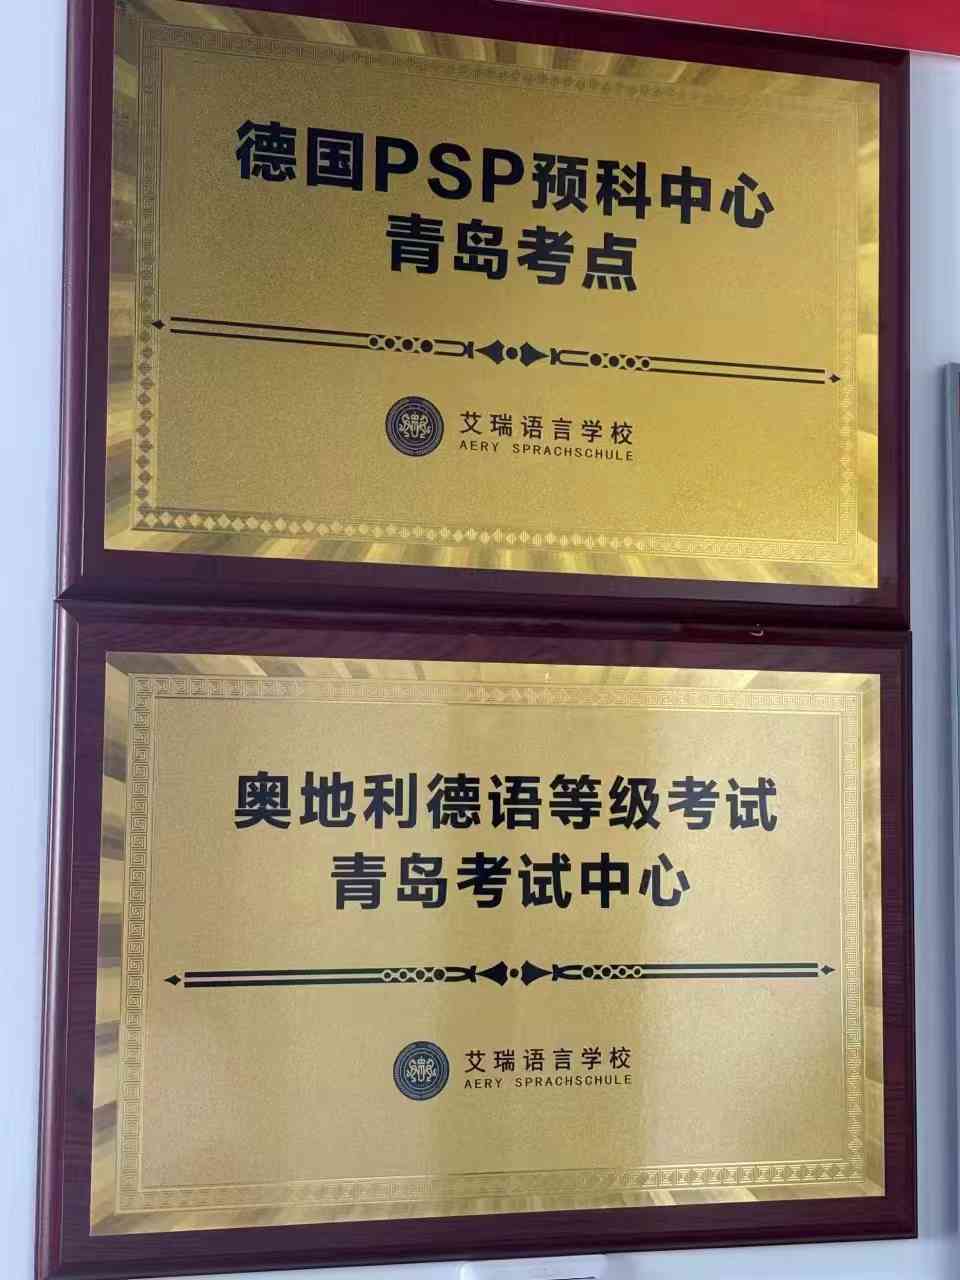 德国PSP预科中心
青岛考点
艾瑞语言学校
AERY SPRACHSCHULE
奥地利德语等级考试
青岛考试中心
艾瑞语言学校
AERY SPRACHSCHULE